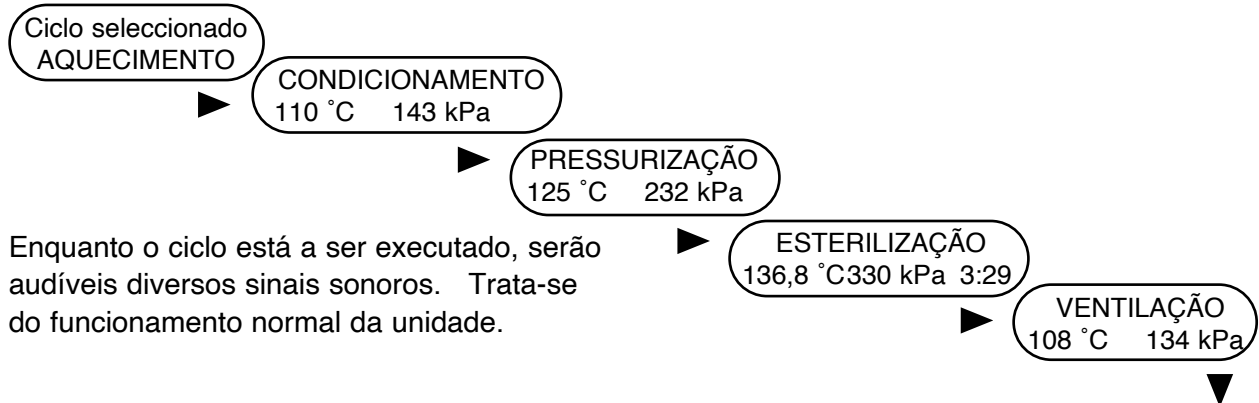 Ciclo seleccionado
AQUECIMENTO
CONDICIONAMENTO
110 ˚C 143 kPa
PRESSURIZAÇÃO
125 ˚C 232 kPa
ESTERILIZAÇÃO
136,8 ˚C330 kPa 3:29
VENTILAÇÃO
108 ˚C 134 kPa
Enquanto o ciclo está a ser executado, serão
audíveis diversos sinais sonoros. Trata-se
do funcionamento normal da unidade.